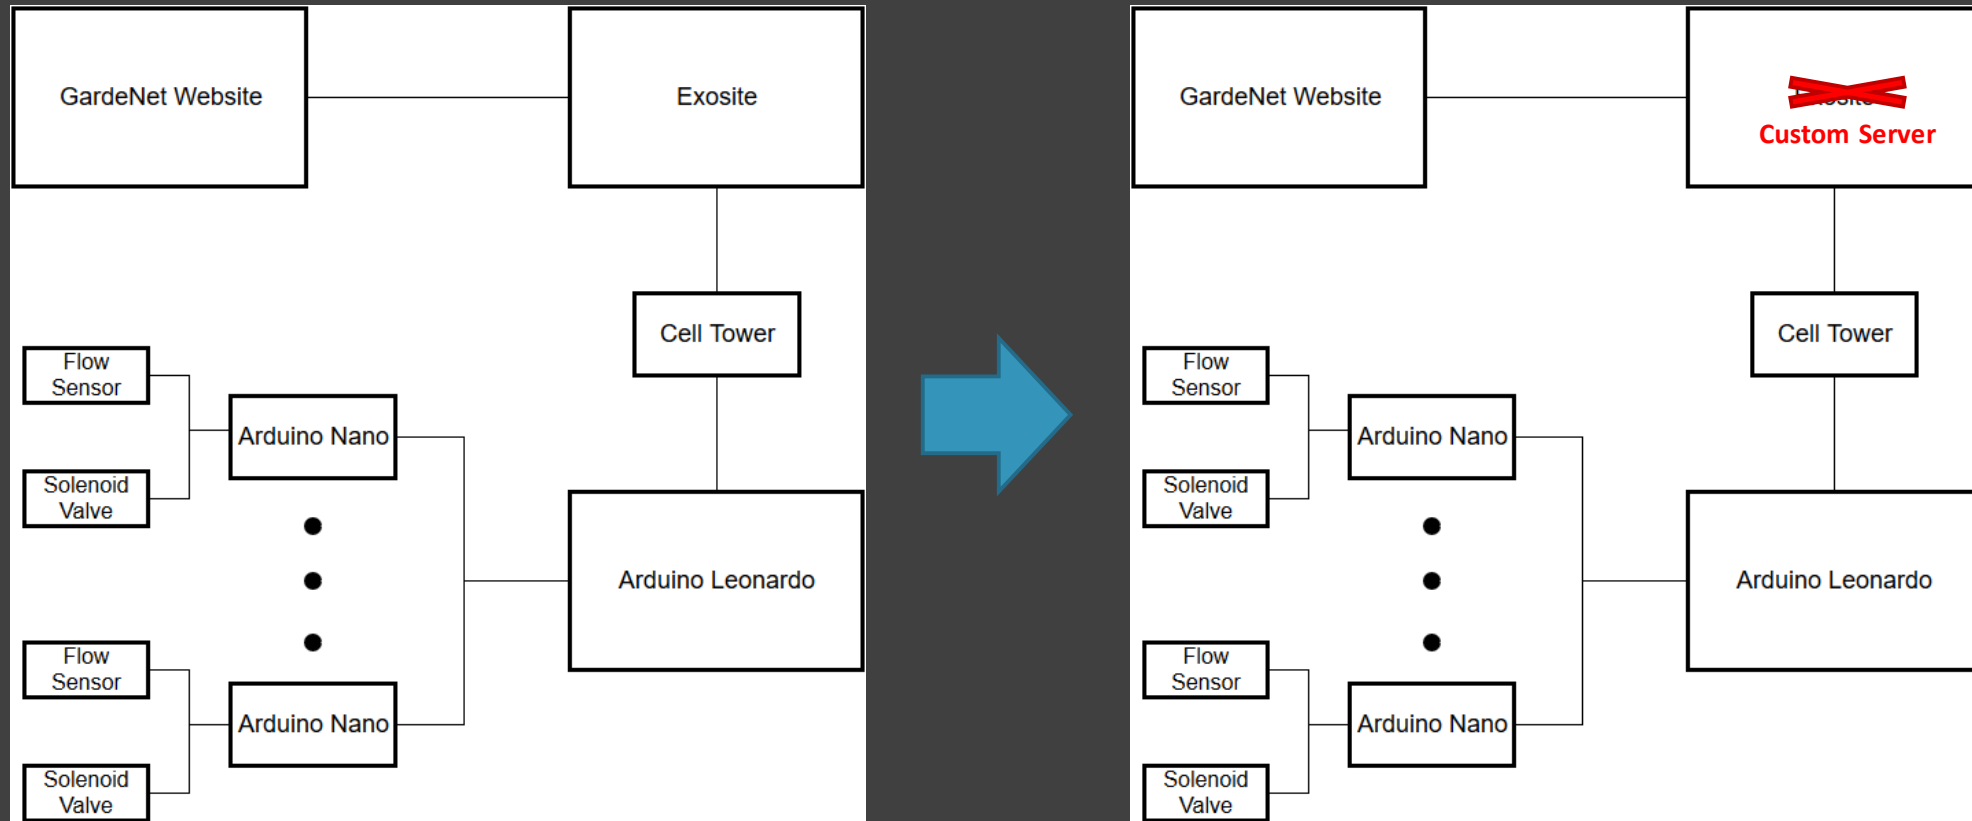 GardeNet Website
Exosite
Cell Tower
Flow
Sensor
Arduino Nano
Solenoid
Valve
Arduino Leonardo
Flow
Sensor
Arduino Nano
Solenoid
Valve
GardeNet Website
Exosite
Custom Server
Cell Tower
Flow
Sensor
Arduino Nano
Solenoid
Valve
Arduino Leonardo
Flow
Sensor
Arduino Nano
Solenoid
Valve